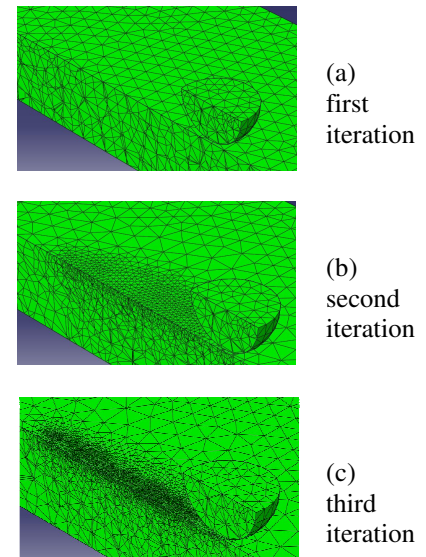 (a)
first
iteration
(b)
second
iteration
(c)
third
iteration